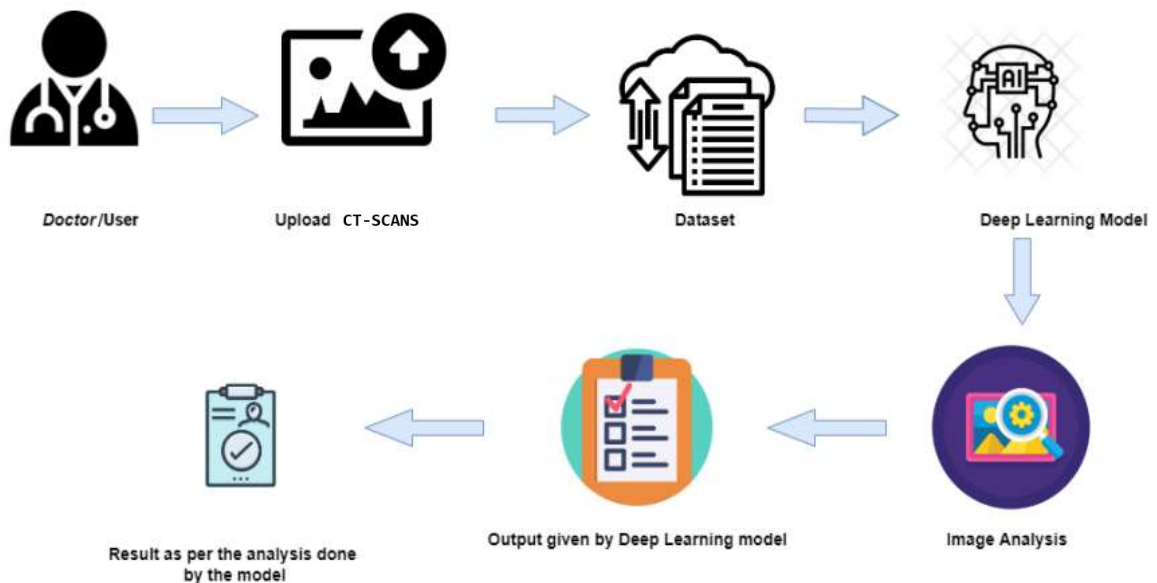 Doctor/User
Upload CT-SCANS
Dataset
AI
Deep Learning Model
Result as per the analysis done
by the model
Output given by Deep Learning model
Image Analysis